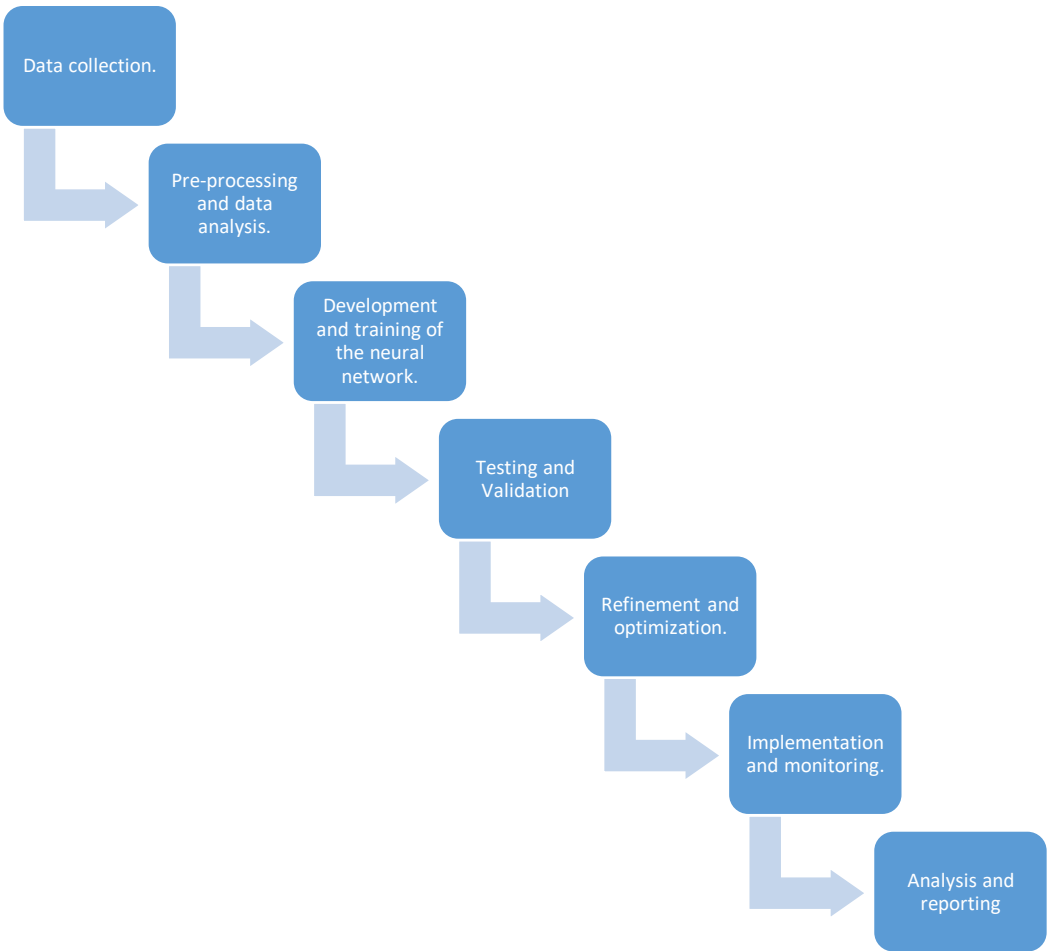 Data collection.
Pre-processing
and data
analysis.
Development
and training of
the neural
network.
Testing and
Validation
Refinement and
optimization.
Implementation
and monitoring.
Analysis and
reporting